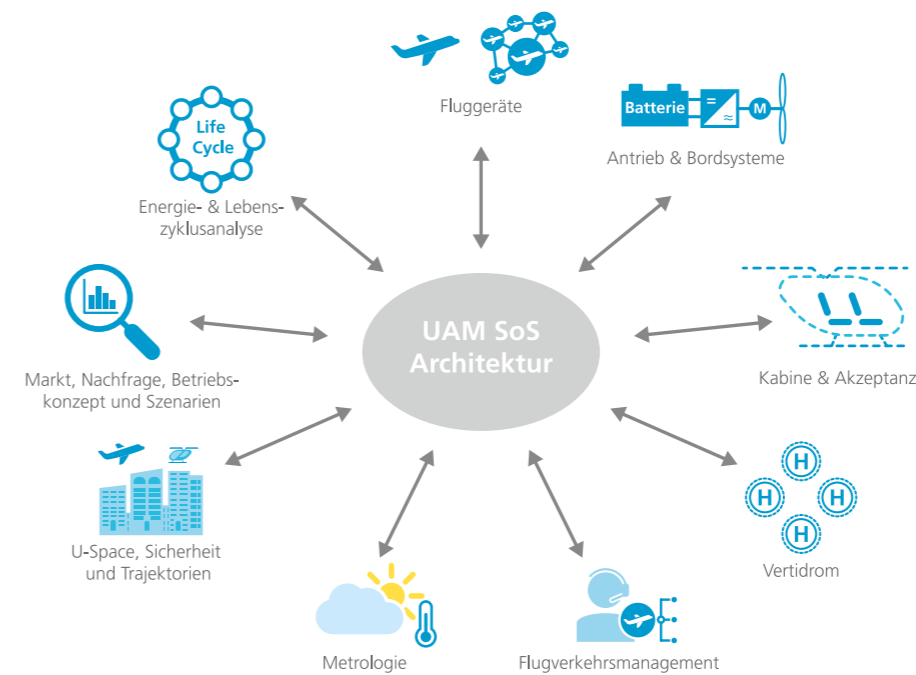 Fluggeräte
Batterie
=
≈
M
Antrieb & Bordsysteme
Life
Cycle
Energie- & Lebens-
zyklusanalyse
UAM SoS
Architektur
Markt, Nachfrage, Betriebs-
konzept und Szenarien
Kabine & Akzeptanz
H
H
H
H
Vertidrom
U-Space, Sicherheit
und Trajektorien
Metrologie
Flugverkehrsmanagement